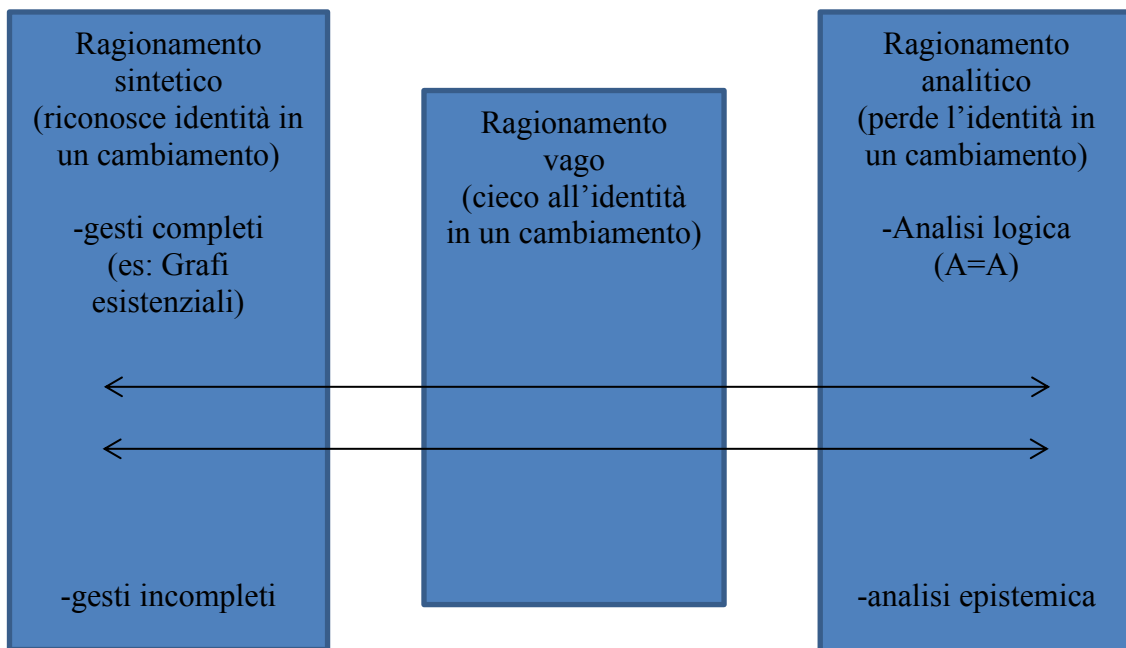 Ragionamento
sintetico
(riconosce identità in
un cambiamento)
-gesti completi
(es: Grafi
esistenziali)
-gesti incompleti
Ragionamento
vago
(cieco all’identità
in un cambiamento)
Ragionamento
analitico
(perde l’identità in
un cambiamento)
-Analisi logica
(A=A)
-analisi epistemica